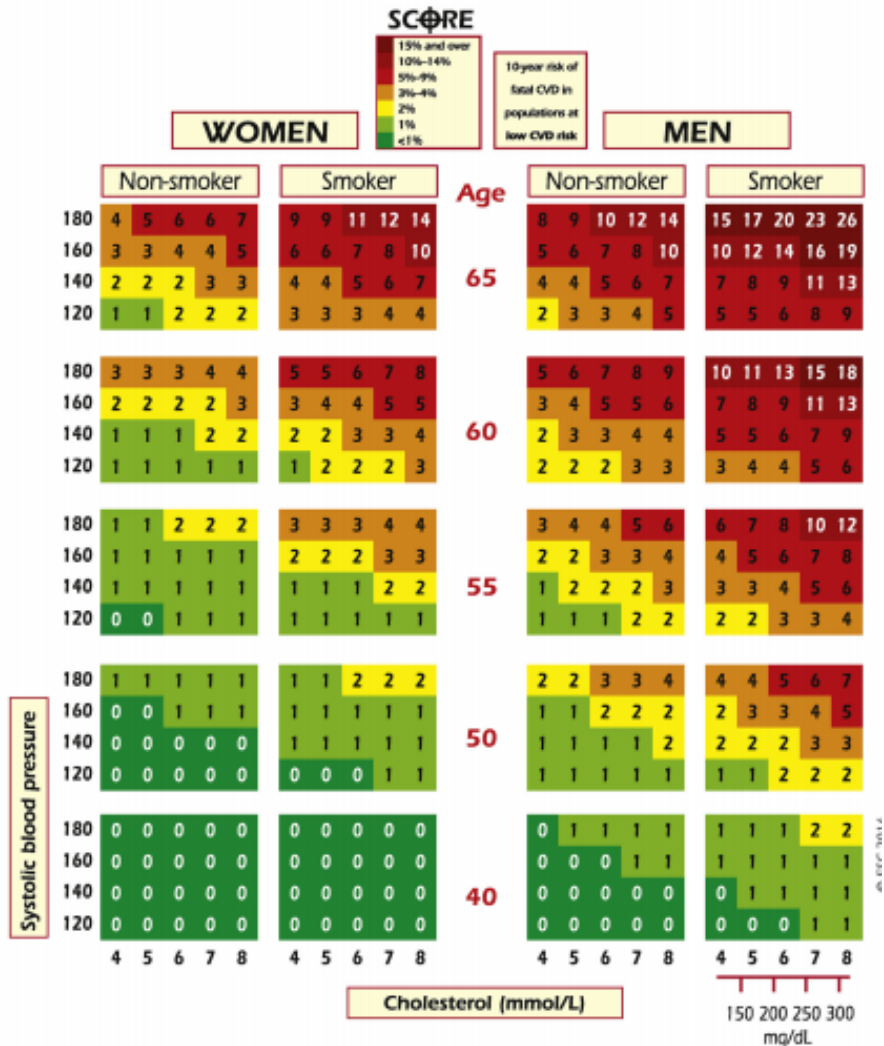 SCORE
15% and over
10%–14%
5%–9%
3%–4%
2%
1%
<1%
10-year risk of
fatal CVD in
populations at
low CVD risk
WOMEN
MEN
Non-smoker Smoker Age Non-smoker Smoker
180 4 5 6 6 7 9 9 11 12 14 8 9 10 12 14 15 17 20 23 26
160 3 3 4 4 5 6 6 7 8 10 5 6 7 8 10 10 12 14 16 19
65
140 2 2 2 3 3 4 4 5 6 7 4 4 5 6 7 7 8 9 11 13
120 1 1 2 2 2 3 3 3 4 4 2 3 3 4 5 5 5 6 8 9
180 3 3 3 4 4 5 5 6 7 8 5 6 7 8 9 10 11 13 15 18
160 2 2 2 2 3 3 4 4 5 5 3 4 5 5 6 7 8 9 11 13
60
140 1 1 1 2 2 2 2 3 3 4 2 3 3 4 4 5 5 6 7 9
120 1 1 1 1 1 1 2 2 2 3 2 2 2 3 3 3 4 4 5 6
180 1 1 2 2 2 3 3 3 4 4 3 4 4 5 6 6 7 8 10 12
160 1 1 1 1 1 2 2 2 3 3 2 2 3 3 4 4 5 6 7 8
55
140 1 1 1 1 1 1 1 1 2 2 1 2 2 2 3 3 3 4 5 6
120 0 0 1 1 1 1 1 1 1 1 1 1 1 2 2 2 2 3 3 4
180 1 1 1 1 1 1 1 2 2 2 2 2 3 3 4 4 4 5 6 7
160 0 0 1 1 1 1 1 1 1 1 1 1 2 2 2 2 3 3 4 5
50
140 0 0 0 0 0 1 1 1 1 1 1 1 1 1 2 2 2 2 3 3
120 0 0 0 0 0 0 0 0 1 1 1 1 1 1 1 1 1 2 2 2
180 0 0 0 0 0 0 0 0 0 0 0 1 1 1 1 1 1 1 2 2
160 0 0 0 0 0 0 0 0 0 0 0 0 0 1 1 1 1 1 1 1
40
140 0 0 0 0 0 0 0 0 0 0 0 0 0 0 0 0 1 1 1 1
120 0 0 0 0 0 0 0 0 0 0 0 0 0 0 0 0 0 0 1 1
4 5 6 7 8 4 5 6 7 8 4 5 6 7 8 4 5 6 7 8
Systolic blood pressure
Cholesterol (mmol/L)
150 200 250 300
mg/dL